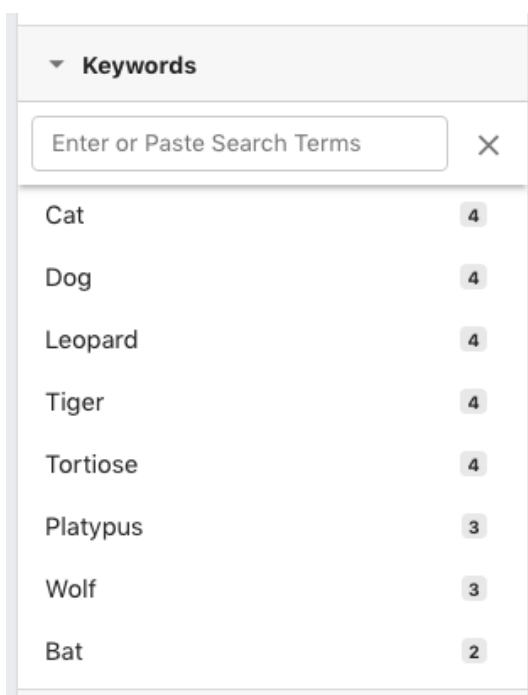 Keywords
Enter or Paste Search Terms
Cat 4
Dog 4
Leopard 4
Tiger 4
Tortiose 4
Platypus 3
Wolf 3
Bat 2